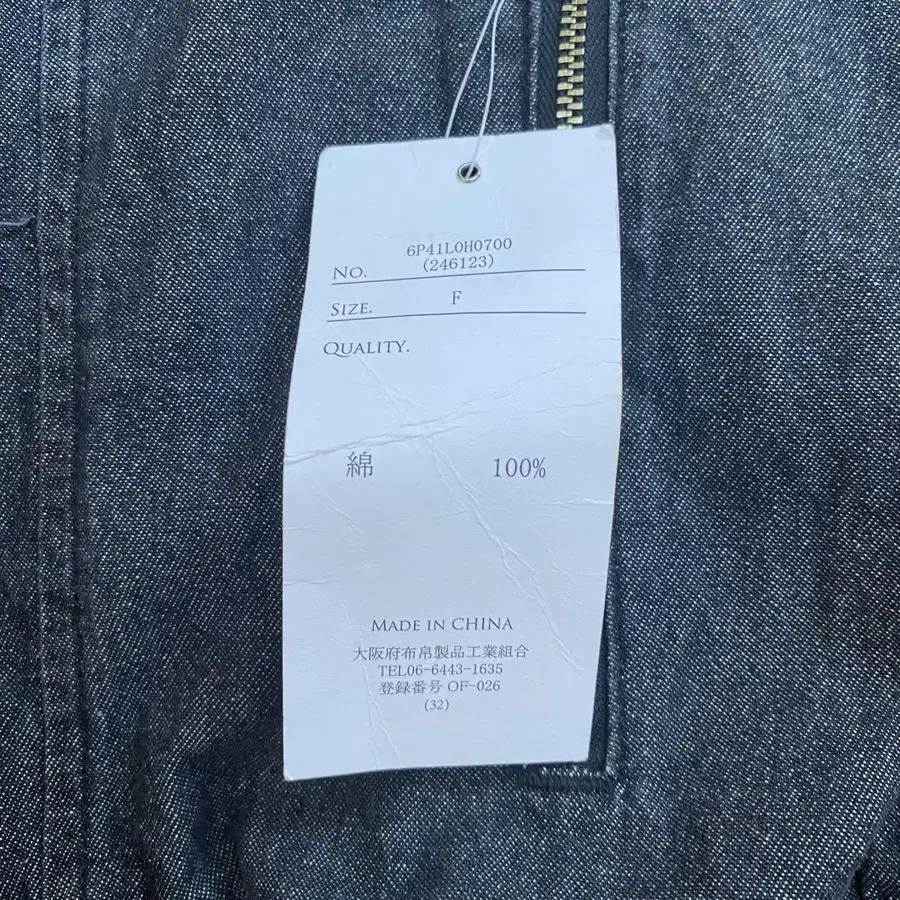 6P41L0H0700
No. (246123)
Size. F
Quality.
綿 100%
Made in CHINA
大阪府布帛製品工業組合
TEL06-6443-1635
登録番号 OF-026
(32)